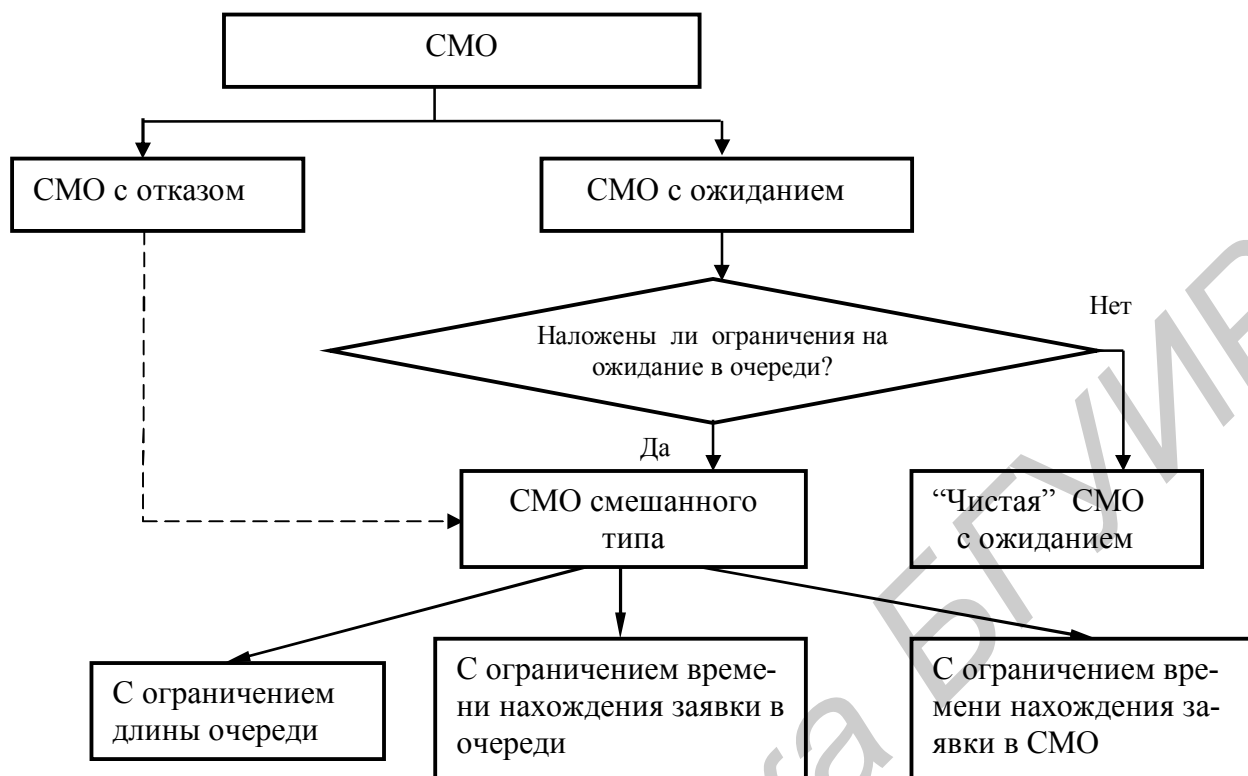 СМО
СМО с отказом
СМО с ожиданием
Нет
Наложены ли ограничения на
ожидание в очереди?
Да
СМО смешанного
типа
“Чистая” СМО
с ожиданием
С ограничением
длины очереди
С ограничением време-
ни нахождения заявки в
очереди
С ограничением вре-
мени нахождения за-
явки в СМО